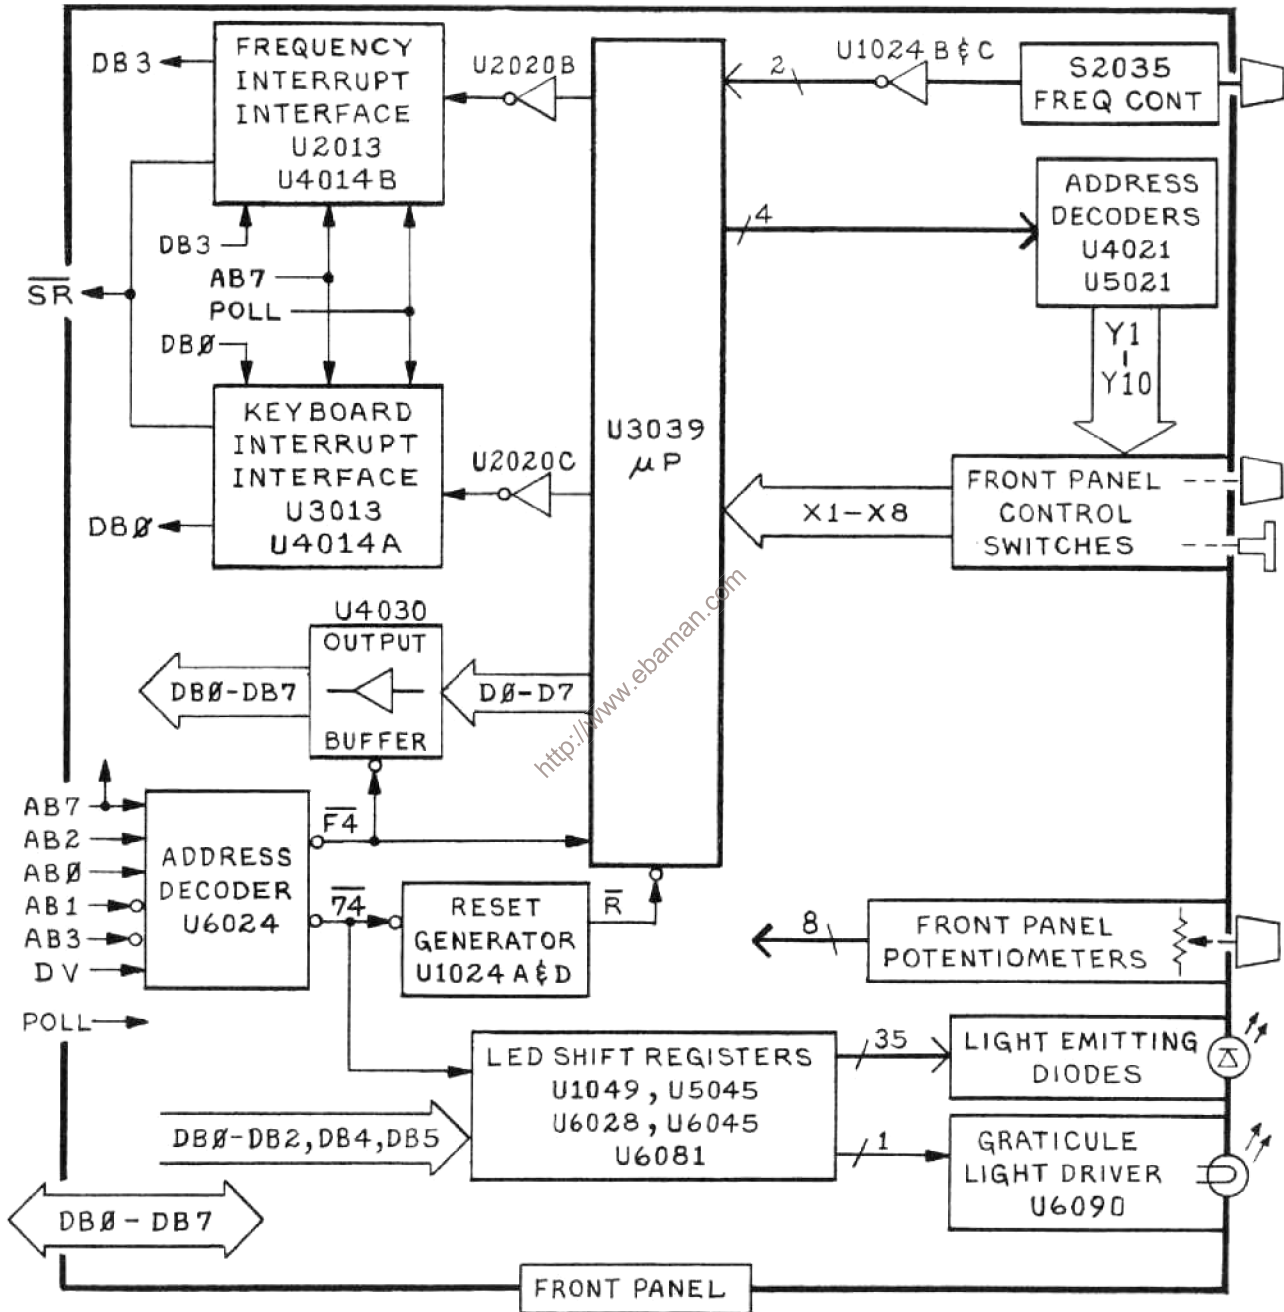 DB3
FREQUENCY
INTERRUPT
INTERFACE
U2013
U4014B
U2020B
2
U1024 B & C
S2035
FREQ CONT
ADDRESS
DECODERS
U4021
U5021
4
Y1
Y10
DB3
AB7
POLL
DBØ
S̅R̅
KEYBOARD
INTERRUPT
INTERFACE
U3013
U4014A
DBØ
U2020C
U3039
µP
X1-X8
FRONT PANEL
CONTROL
SWITCHES
U4030
OUTPUT
BUFFER
DBØ-DB7
DØ-D7
http://www.ebaman.com
AB7
AB2
ABØ
AB1
AB3
DV
POLL
ADDRESS
DECODER
U6024
F̅4̅
7̅4̅
RESET
GENERATOR
U1024 A & D
R̅
8
FRONT PANEL
POTENTIOMETERS
LED SHIFT REGISTERS
U1049, U5045
U6028, U6045
U6081
35
LIGHT EMITTING
DIODES
DBØ-DB2, DB4, DB5
1
GRATICULE
LIGHT DRIVER
U6090
DBØ - DB7
FRONT PANEL